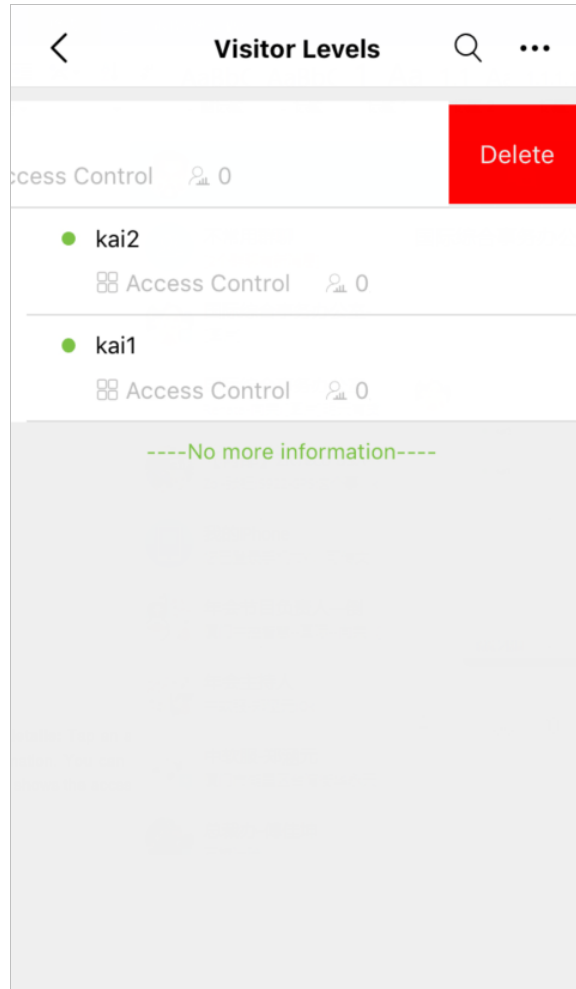 Visitor Levels
Delete
ccess Control 0
kai2
Access Control 0
kai1
Access Control 0
----No more information----